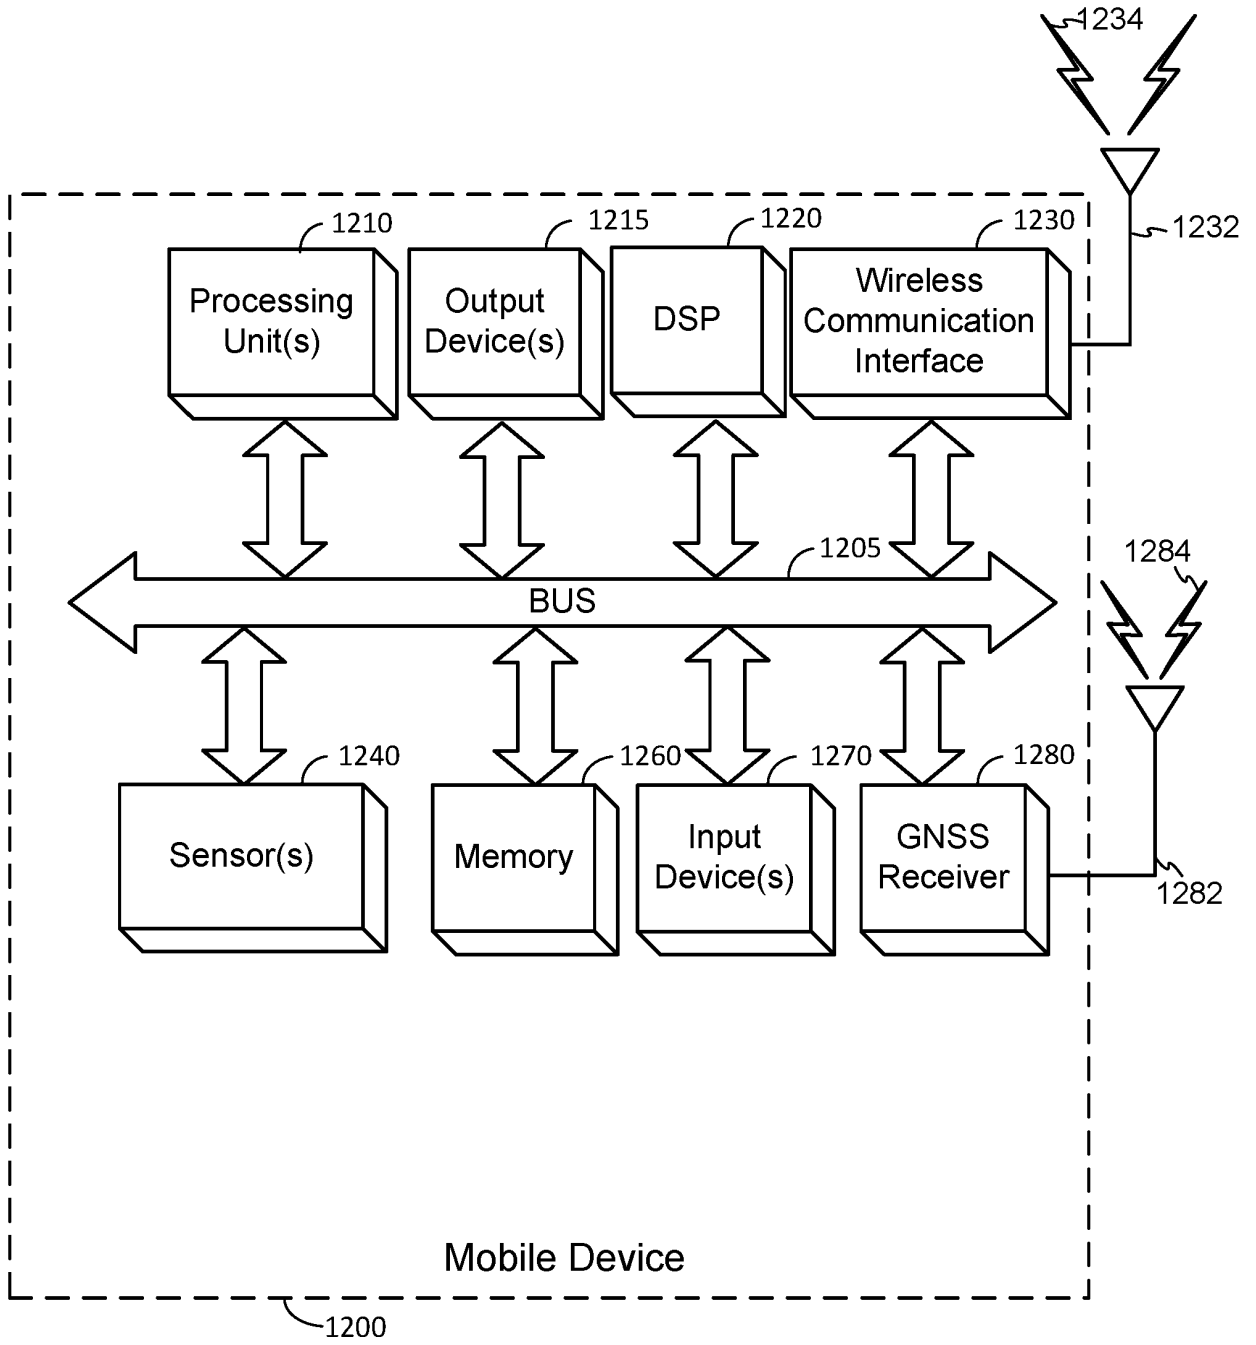 1234
1232
1210
1215
1220
1230
Processing
Unit(s)
Output
Device(s)
DSP
Wireless
Communication
Interface
1205
BUS
1284
1240
1260
1270
1280
Sensor(s)
Memory
Input
Device(s)
GNSS
Receiver
1282
Mobile Device
1200